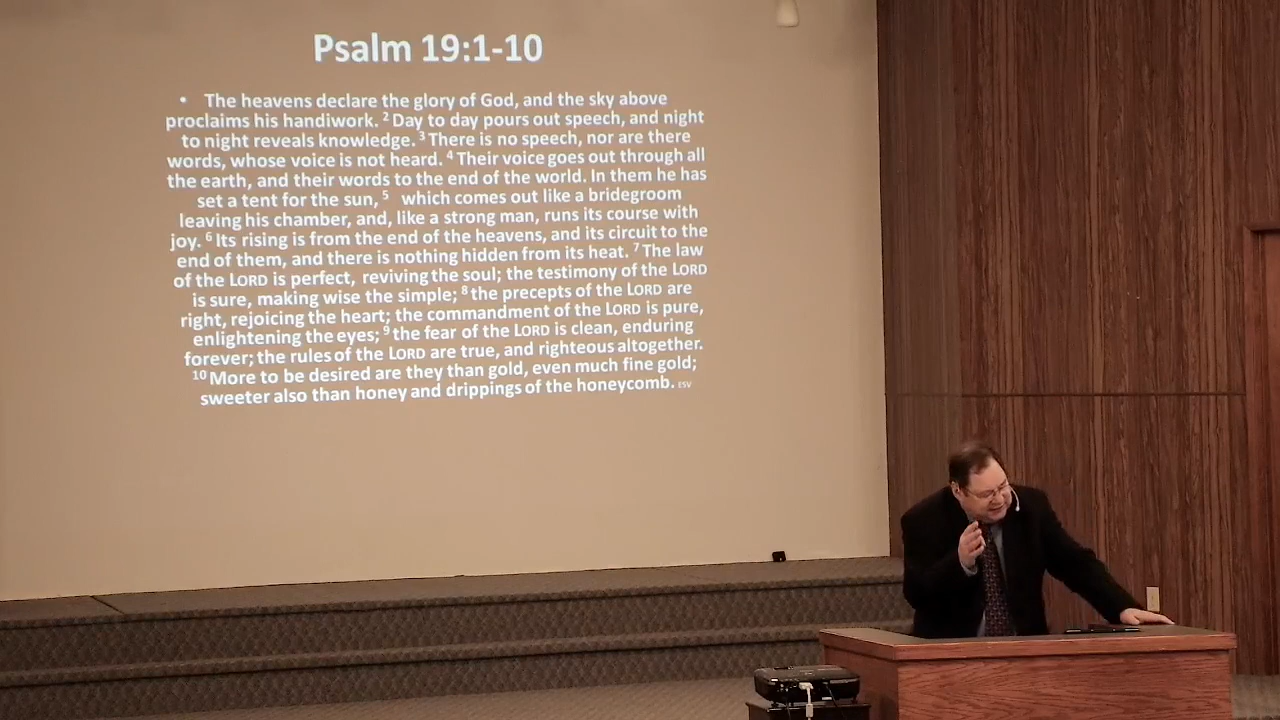 Psalm 19:1-10
• The heavens declare the glory of God, and the sky above
proclaims his handiwork. ² Day to day pours out speech, and night
to night reveals knowledge. ³ There is no speech, nor are there
words, whose voice is not heard. ⁴ Their voice goes out through all
the earth, and their words to the end of the world. In them he has
set a tent for the sun, ⁵ which comes out like a bridegroom
leaving his chamber, and, like a strong man, runs its course with
joy. ⁶ Its rising is from the end of the heavens, and its circuit to the
end of them, and there is nothing hidden from its heat. ⁷ The law
of the LORD is perfect, reviving the soul; the testimony of the LORD
is sure, making wise the simple; ⁸ the precepts of the LORD are
right, rejoicing the heart; the commandment of the LORD is pure,
enlightening the eyes; ⁹ the fear of the LORD is clean, enduring
forever; the rules of the LORD are true, and righteous altogether.
¹⁰ More to be desired are they than gold, even much fine gold;
sweeter also than honey and drippings of the honeycomb. ESV